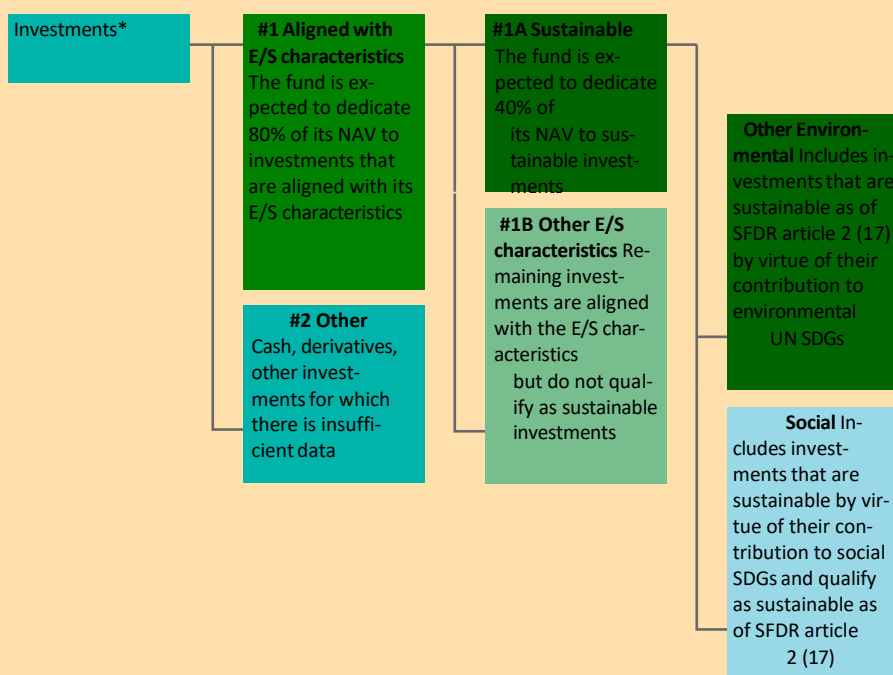 Investments*
#1 Aligned with
E/S characteristics
The fund is ex-
pected to dedicate
80% of its NAV to
investments that
are aligned with its
E/S characteristics
#2 Other
Cash, derivatives,
other invest-
ments for which
there is insuffi-
cient data
#1A Sustainable
The fund is ex-
pected to dedicate
40% of
its NAV to sus-
tainable invest-
ments
#1B Other E/S
characteristics Re-
maining invest-
ments are aligned
with the E/S char-
acteristics
but do not qual-
ify as sustainable
investments
Other Environ-
mental Includes in-
vestments that are
sustainable as of
SFDR article 2 (17)
by virtue of their
contribution to
environmental
UN SDGs
Social In-
cludes invest-
ments that are
sustainable by vir-
tue of their con-
tribution to social
SDGs and qualify
as sustainable as
of SFDR article
2 (17)